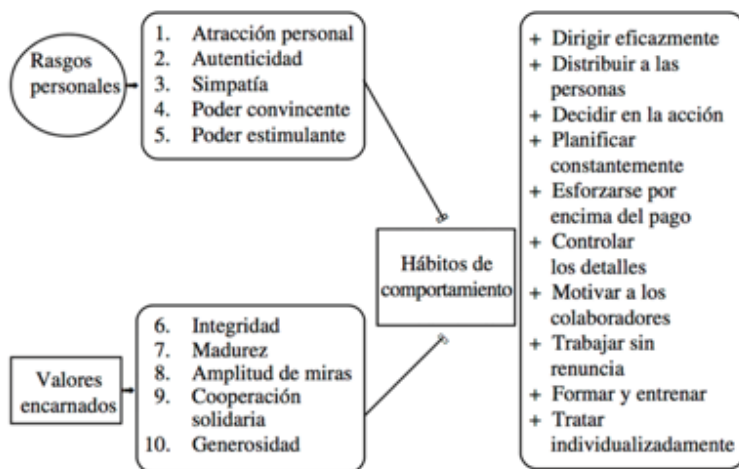 Rasgos
personales
1. Atracción personal
2. Autenticidad
3. Simpatía
4. Poder convincente
5. Poder estimulante
Valores
encarnados
6. Integridad
7. Madurez
8. Amplitud de miras
9. Cooperación
solidaria
10. Generosidad
Hábitos de
comportamiento
+ Dirigir eficazmente
+ Distribuir a las
personas
+ Decidir en la acción
+ Planificar
constantemente
+ Esforzarse por
encima del pago
+ Controlar
los detalles
+ Motivar a los
colaboradores
+ Trabajar sin
renuncia
+ Formar y entrenar
+ Tratar
individualizadamente